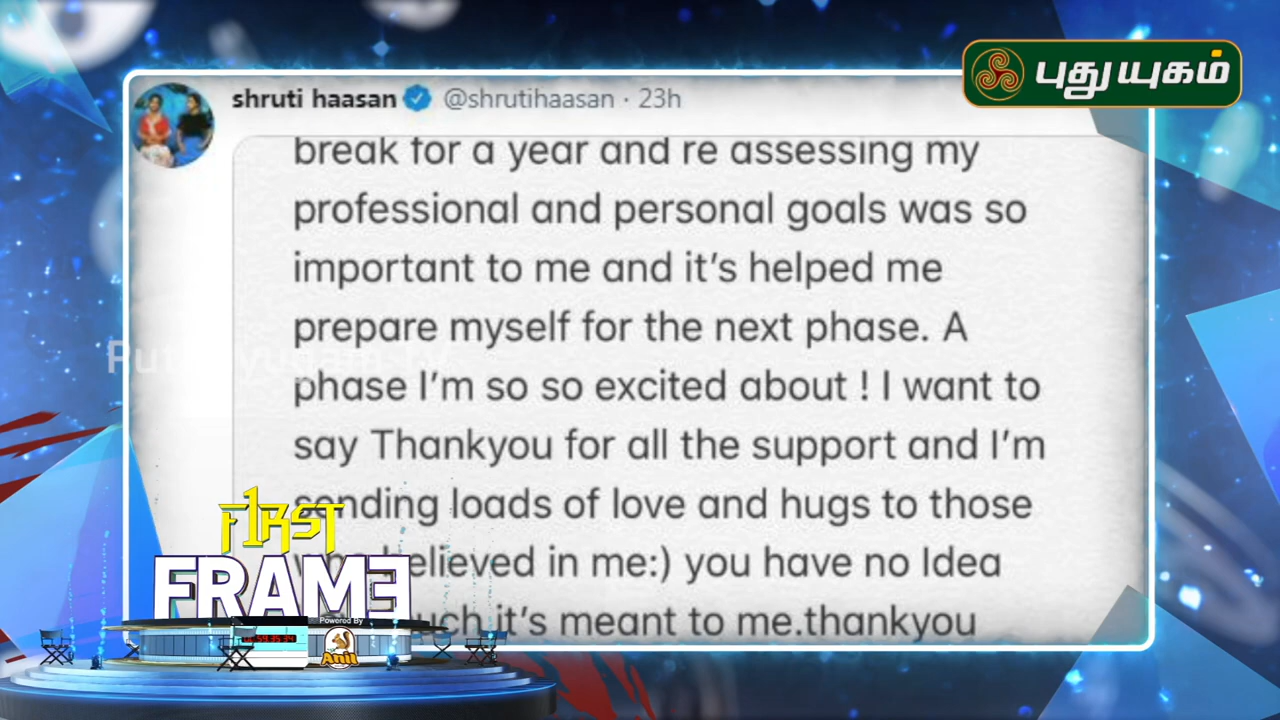 புதுயுகம்
shruti haasan @shrutihaasan · 23h
break for a year and re assessing my
professional and personal goals was so
important to me and it's helped me
prepare myself for the next phase. A
phase I'm so so excited about ! I want to
say Thankyou for all the support and I'm
sending loads of love and hugs to those
believed in me:) you have no Idea
it's meant to me.thankyou
F1RST
FRAME
Powered By
Anil